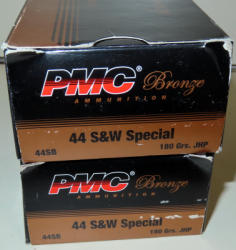 PMC® Bronze
AMMUNITION
44 S&W Special
44SB 180 Grs. JHP
PMC® Bronze
AMMUNITION
44 S&W Special
44SB 180 Grs. JHP